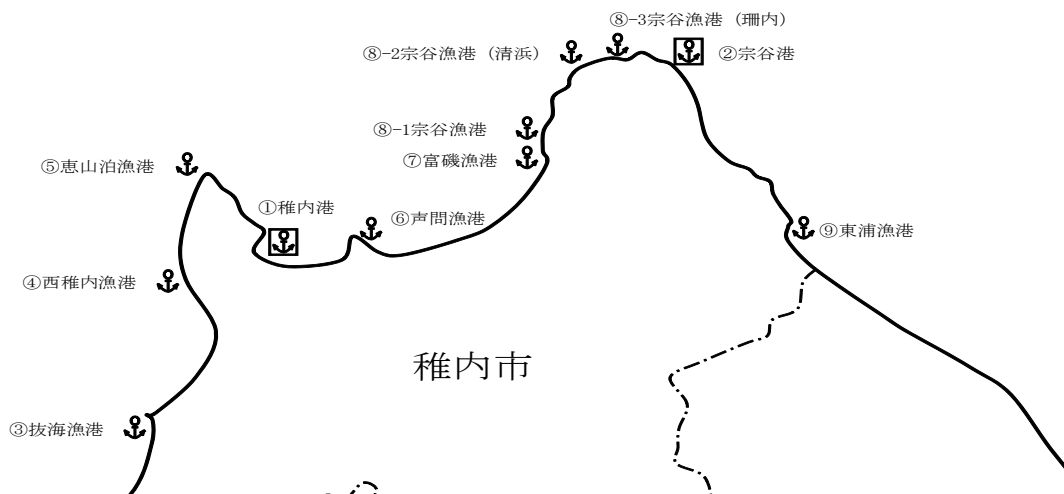 ⑧-3宗谷漁港（珊内）
⑧-2宗谷漁港（清浜）
②宗谷港
⑧-1宗谷漁港
⑦富磯漁港
⑤恵山泊漁港
①稚内港
⑥声問漁港
⑨東浦漁港
④西稚内漁港
稚内市
③抜海漁港